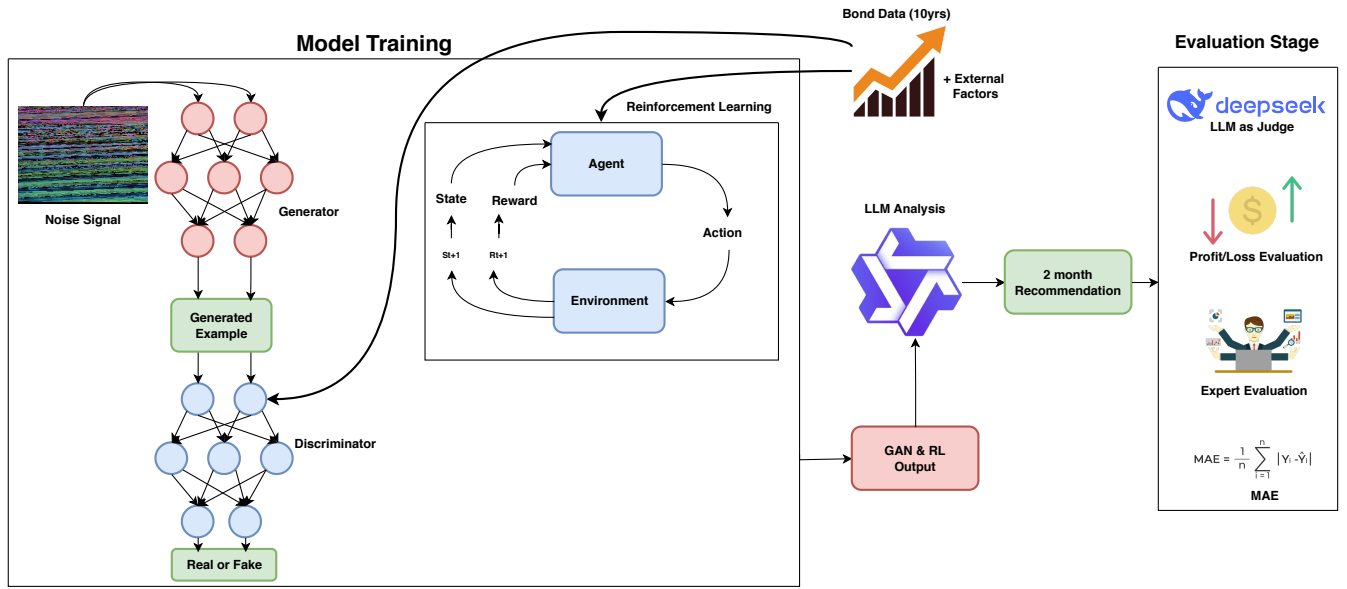 Bond Data (10yrs)
+ External
Factors
Model Training
Noise Signal
Generator
Generated
Example
Discriminator
Real or Fake
Reinforcement Learning
Agent
State
Reward
Action
St+1
Rt+1
Environment
GAN & RL
Output
LLM Analysis
2 month
Recommendation
Evaluation Stage
deepseek
LLM as Judge
$
Profit/Loss Evaluation
Expert Evaluation
MAE = 1/n n ∑ i = 1 |Yi -Ŷi|
MAE